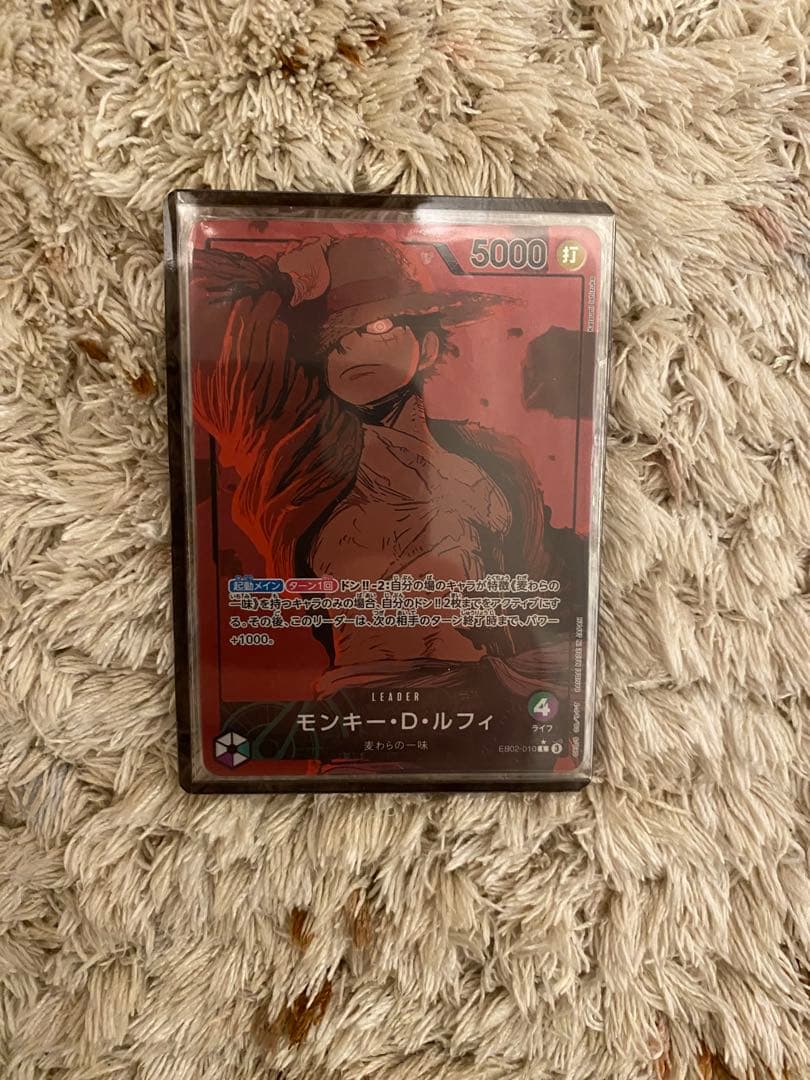 5000 打
起動メイン ターン1回 ドン!!-2:自分の場のキャラが特徴《麦わらの
一味》を持つキャラのみの場合、自分のドン!!2枚までをアクティブにす
る。その後、このリーダーは、次の相手のターン終了時まで、パワー
+1000。
LEADER
モンキー・D・ルフィ
麦わらの一味
4
ライフ
EB02-010 L 3